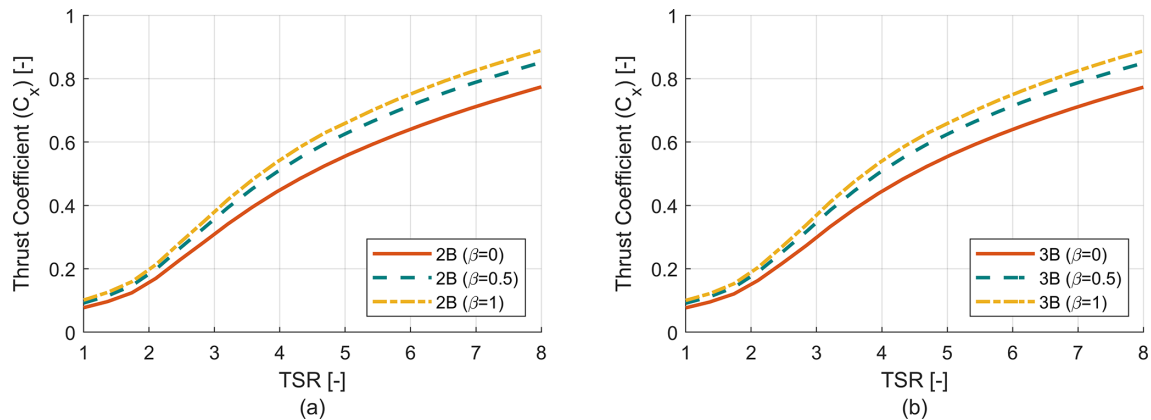 Thrust Coefficient (Cx) [-]
1
0.8
0.6
0.4
0.2
0
1 2 3 4 5 6 7 8
TSR [-]
2B (β=0)
2B (β=0.5)
2B (β=1)
(a)
Thrust Coefficient (Cx) [-]
1
0.8
0.6
0.4
0.2
0
1 2 3 4 5 6 7 8
TSR [-]
3B (β=0)
3B (β=0.5)
3B (β=1)
(b)